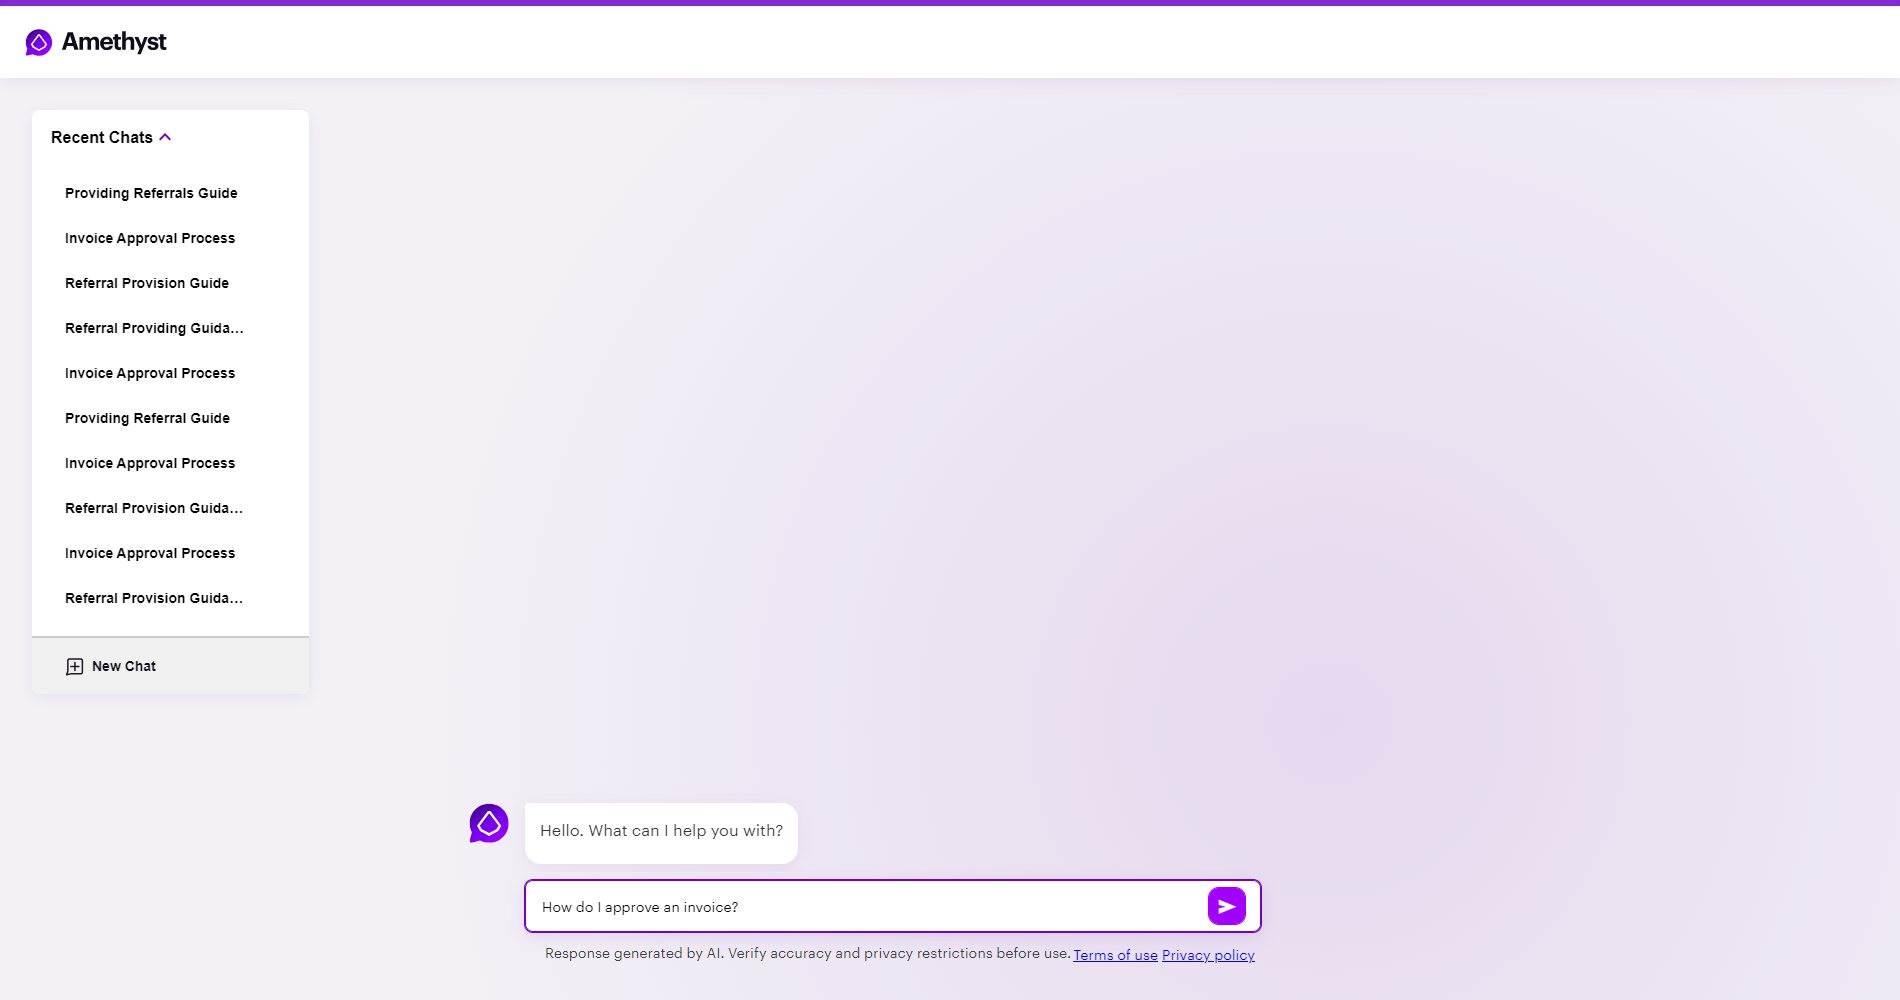 Amethyst
Recent Chats
Providing Referrals Guide
Invoice Approval Process
Referral Provision Guide
Referral Providing Guida...
Invoice Approval Process
Providing Referral Guide
Invoice Approval Process
Referral Provision Guida...
Invoice Approval Process
Referral Provision Guida...
New Chat
Hello. What can I help you with?
How do I approve an invoice?
Response generated by AI. Verify accuracy and privacy restrictions before use. Terms of use Privacy policy